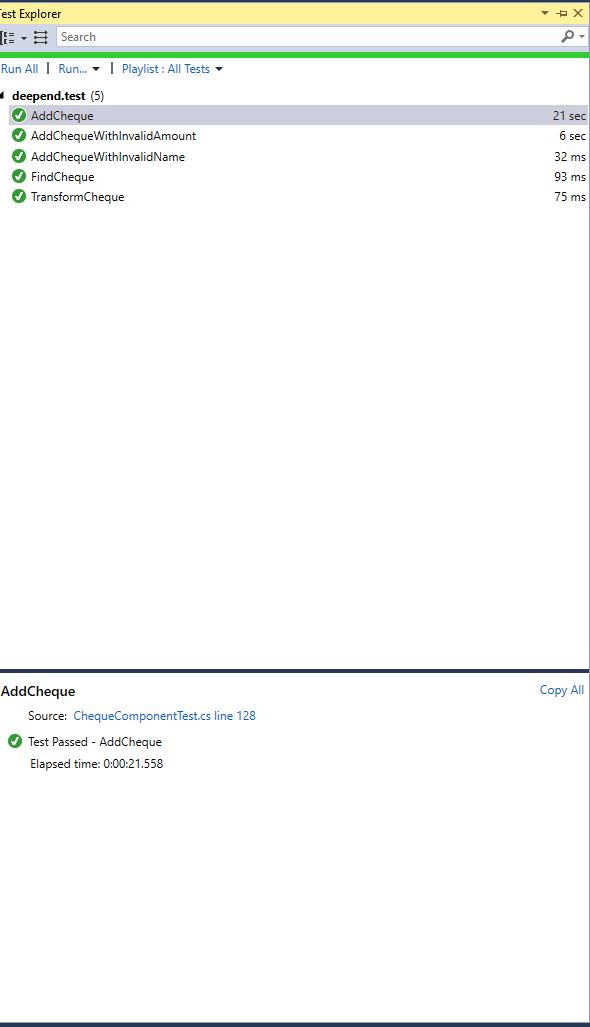 Test Explorer
Search
Run All | Run... | Playlist : All Tests
deepend.test (5)
AddCheque 21 sec
AddChequeWithInvalidAmount 6 sec
AddChequeWithInvalidName 32 ms
FindCheque 93 ms
TransformCheque 75 ms
AddCheque Copy All
Source: ChequeComponentTest.cs line 128
Test Passed - AddCheque
Elapsed time: 0:00:21.558